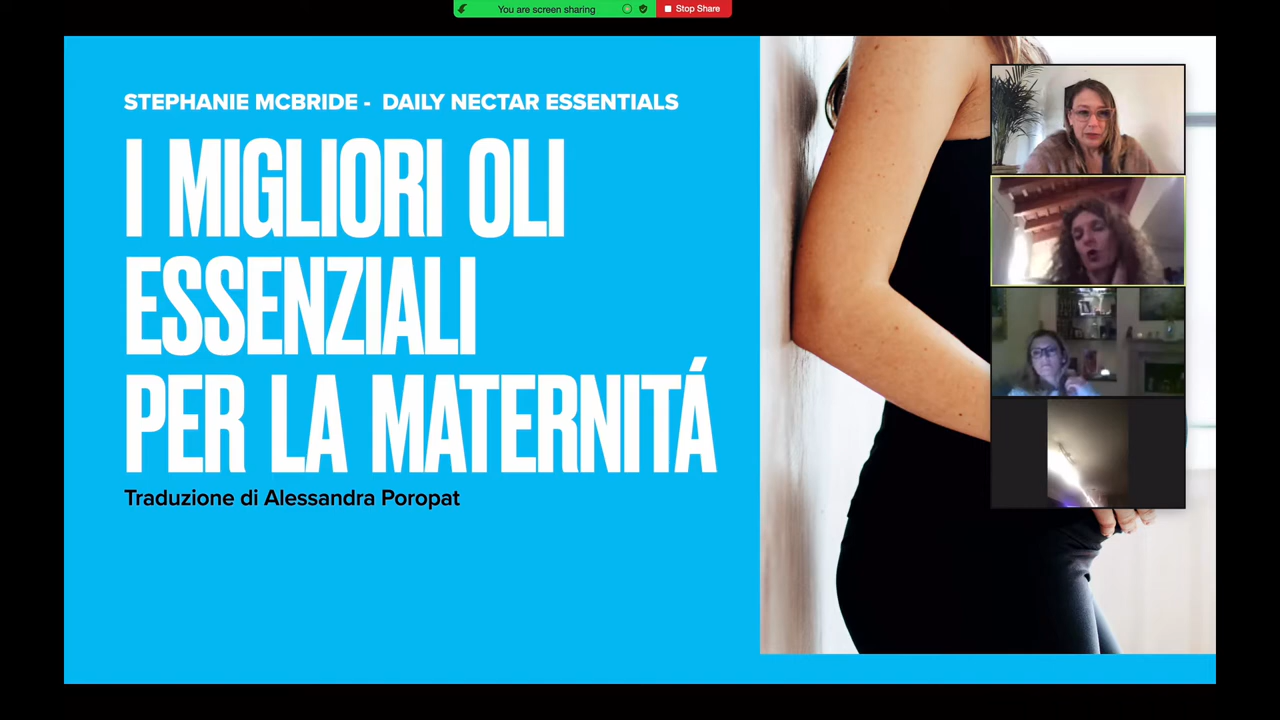 You are screen sharing
Stop Share
STEPHANIE MCBRIDE - DAILY NECTAR ESSENTIALS
I MIGLIORI OLI
ESSENZIALI
PER LA MATERNITÁ
Traduzione di Alessandra Poropat